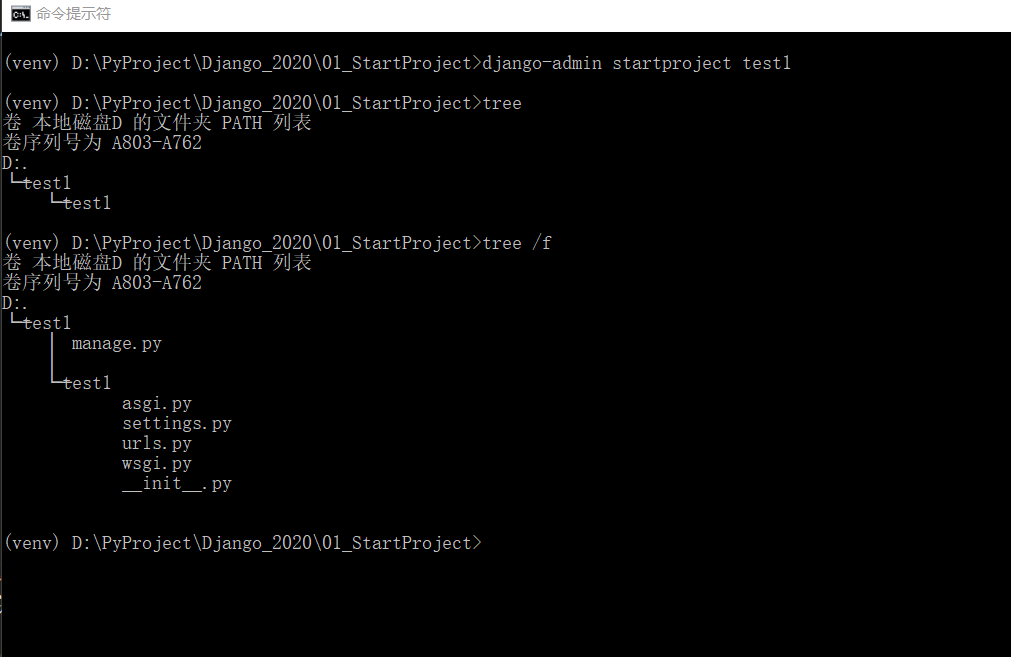 命令提示符
(venv) D:\PyProject\Django_2020\01_StartProject>django-admin startproject test1
(venv) D:\PyProject\Django_2020\01_StartProject>tree
卷 本地磁盘D 的文件夹 PATH 列表
卷序列号为 A803-A762
D:.
└─test1
    └─test1
(venv) D:\PyProject\Django_2020\01_StartProject>tree /f
卷 本地磁盘D 的文件夹 PATH 列表
卷序列号为 A803-A762
D:.
└─test1
    │  manage.py
    │
    └─test1
            asgi.py
            settings.py
            urls.py
            wsgi.py
            __init__.py
(venv) D:\PyProject\Django_2020\01_StartProject>